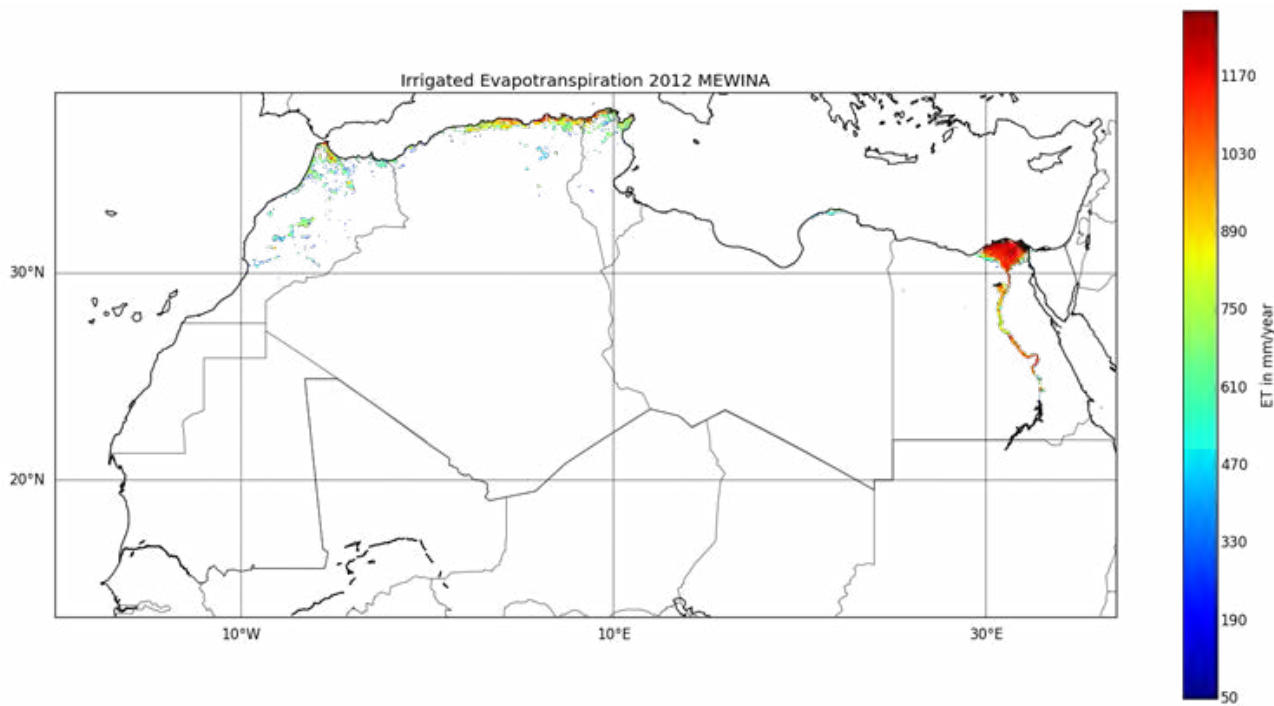 Irrigated Evapotranspiration 2012 MEWINA
30°N
20°N
10°W
10°E
30°E
1170
1030
890
750
610
470
330
190
50
ET in mm/year